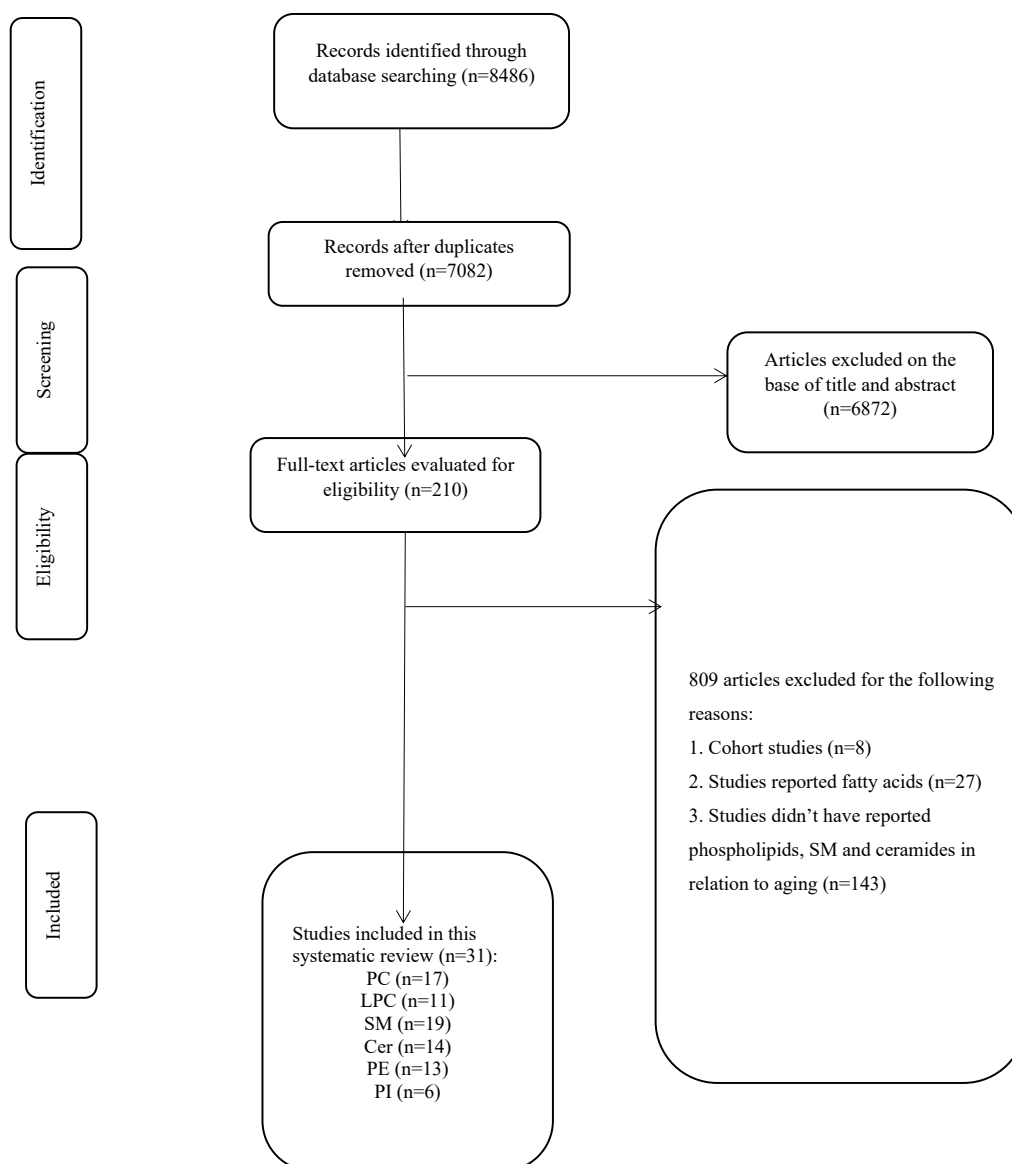 Identification
Records identified through
database searching (n=8486)
Records after duplicates
removed (n=7082)
Screening
Articles excluded on the
base of title and abstract
(n=6872)
Eligibility
Full-text articles evaluated for
eligibility (n=210)
809 articles excluded for the following
reasons:
1. Cohort studies (n=8)
2. Studies reported fatty acids (n=27)
3. Studies didn’t have reported
phospholipids, SM and ceramides in
relation to aging (n=143)
Included
Studies included in this
systematic review (n=31):
PC (n=17)
LPC (n=11)
SM (n=19)
Cer (n=14)
PE (n=13)
PI (n=6)